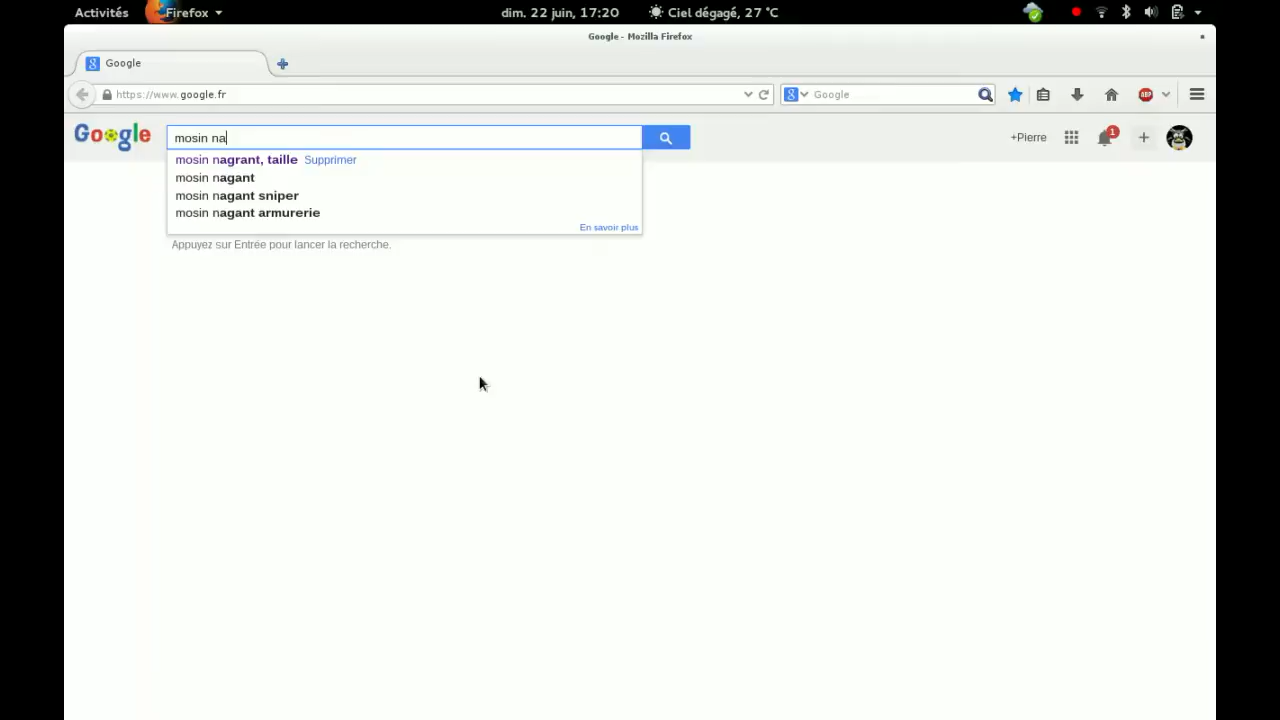 Activités Firefox dim. 22 juin, 17:20 Ciel dégagé, 27 °C
Google - Mozilla Firefox
Google
https://www.google.fr Google ABP
Google mosin na +Pierre 1
mosin nagrant, taille Supprimer
mosin nagant
mosin nagant sniper
mosin nagant armurerie
En savoir plus
Appuyez sur Entrée pour lancer la recherche.